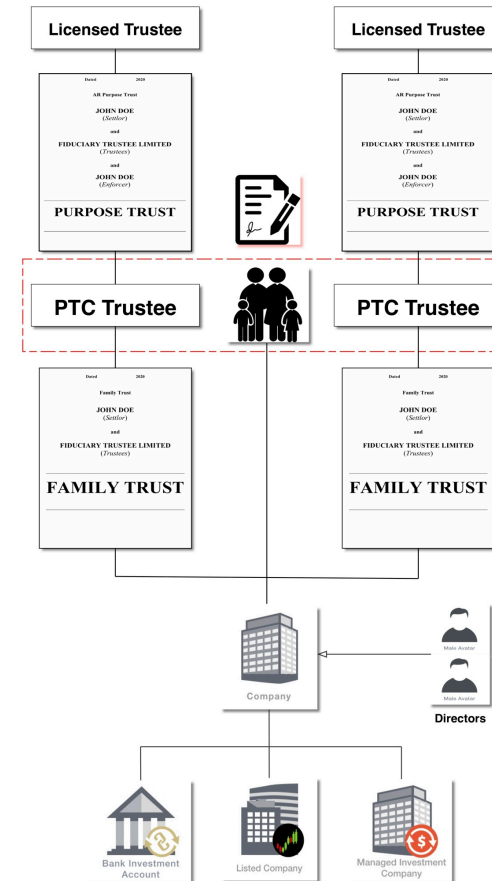 Licensed Trustee
Licensed Trustee
Dated 2020
AR Purpose Trust
JOHN DOE
(Settlor)
and
FIDUCIARY TRUSTEE LIMITED
(Trustees)
and
JOHN DOE
(Enforcer)
PURPOSE TRUST
Dated 2020
AR Purpose Trust
JOHN DOE
(Settlor)
and
FIDUCIARY TRUSTEE LIMITED
(Trustees)
and
JOHN DOE
(Enforcer)
PURPOSE TRUST
PTC Trustee
PTC Trustee
Dated 2020
Family Trust
JOHN DOE
(Settlor)
and
FIDUCIARY TRUSTEE LIMITED
(Trustees)
FAMILY TRUST
Dated 2020
Family Trust
JOHN DOE
(Settlor)
and
FIDUCIARY TRUSTEE LIMITED
(Trustees)
FAMILY TRUST
Company
Male Avatar
Male Avatar
Directors
Bank Investment
Account
Listed Company
Managed Investment
Company